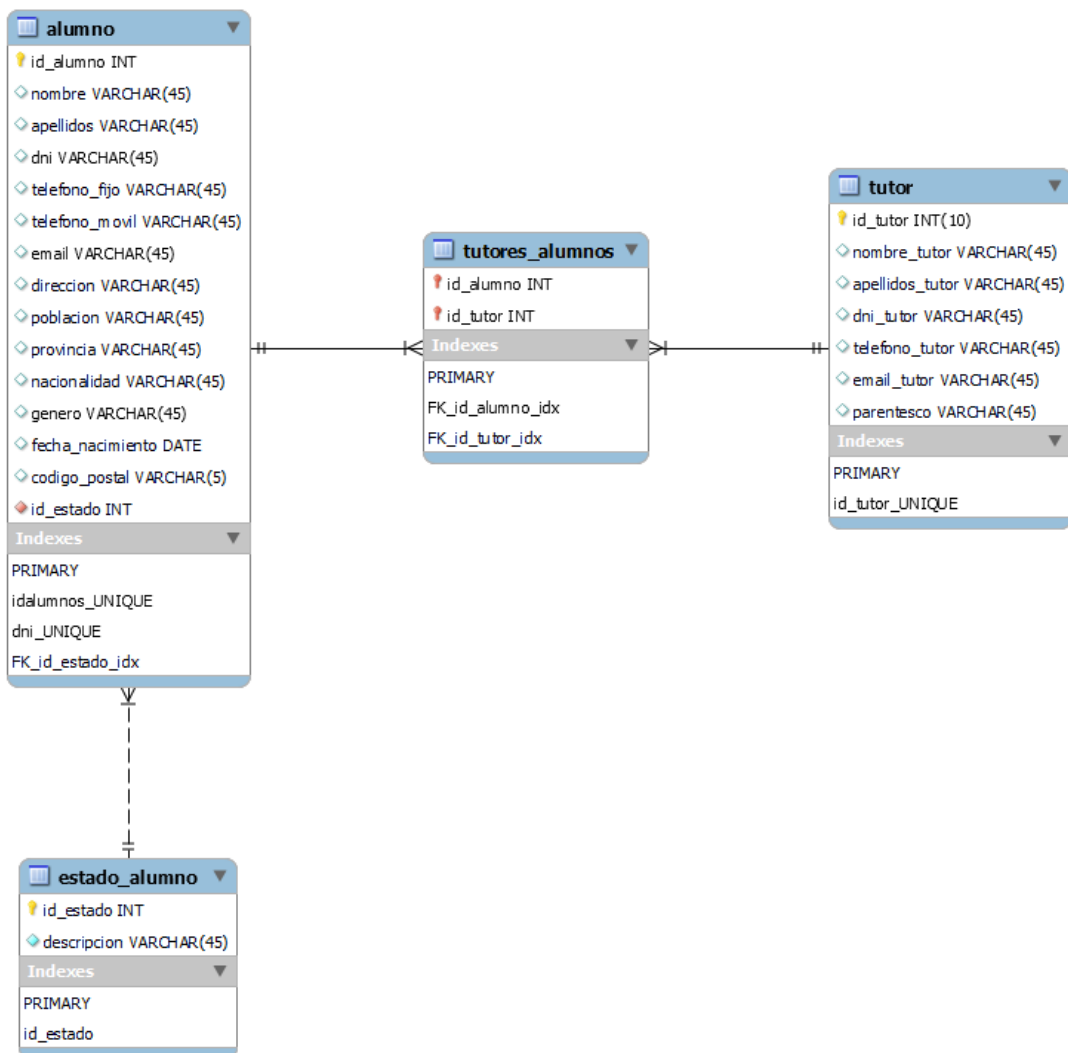 alumno
id_alumno INT
nombre VARCHAR(45)
apellidos VARCHAR(45)
dni VARCHAR(45)
telefono_fijo VARCHAR(45)
telefono_movil VARCHAR(45)
email VARCHAR(45)
direccion VARCHAR(45)
poblacion VARCHAR(45)
provincia VARCHAR(45)
nacionalidad VARCHAR(45)
genero VARCHAR(45)
fecha_nacimiento DATE
codigo_postal VARCHAR(5)
id_estado INT
Indexes
PRIMARY
idalumnos_UNIQUE
dni_UNIQUE
FK_id_estado_idx
tutores_alumnos
id_alumno INT
id_tutor INT
Indexes
PRIMARY
FK_id_alumno_idx
FK_id_tutor_idx
tutor
id_tutor INT(10)
nombre_tutor VARCHAR(45)
apellidos_tutor VARCHAR(45)
dni_tutor VARCHAR(45)
telefono_tutor VARCHAR(45)
email_tutor VARCHAR(45)
parentesco VARCHAR(45)
Indexes
PRIMARY
id_tutor_UNIQUE
estado_alumno
id_estado INT
descripcion VARCHAR(45)
Indexes
PRIMARY
id_estado